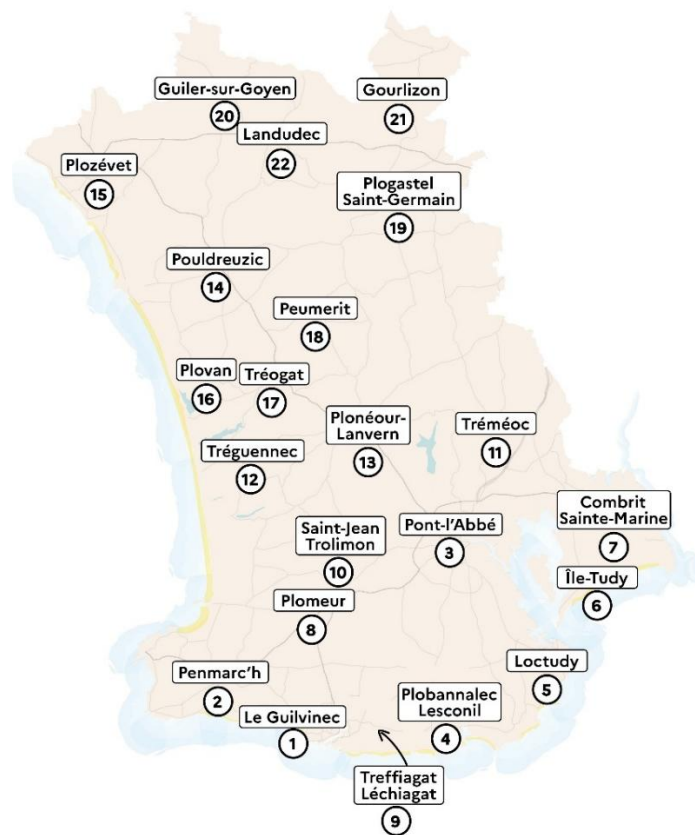 Guiler-sur-Goyen
20
Gourlizon
21
Landudec
22
Plozévet
15
Plogastel
Saint-Germain
19
Pouldreuzic
14
Peumerit
18
Plovan
16
Tréogat
17
Plonéour-
Lanvern
13
Tréméoc
11
Tréguennec
12
Combrit
Sainte-Marine
7
Saint-Jean
Trolimon
10
Pont-l'Abbé
3
Île-Tudy
6
Plomeur
8
Loctudy
5
Penmarc'h
2
Le Guilvinec
1
Plobannalec
Lesconil
4
Treffiagat
Léchiagat
9